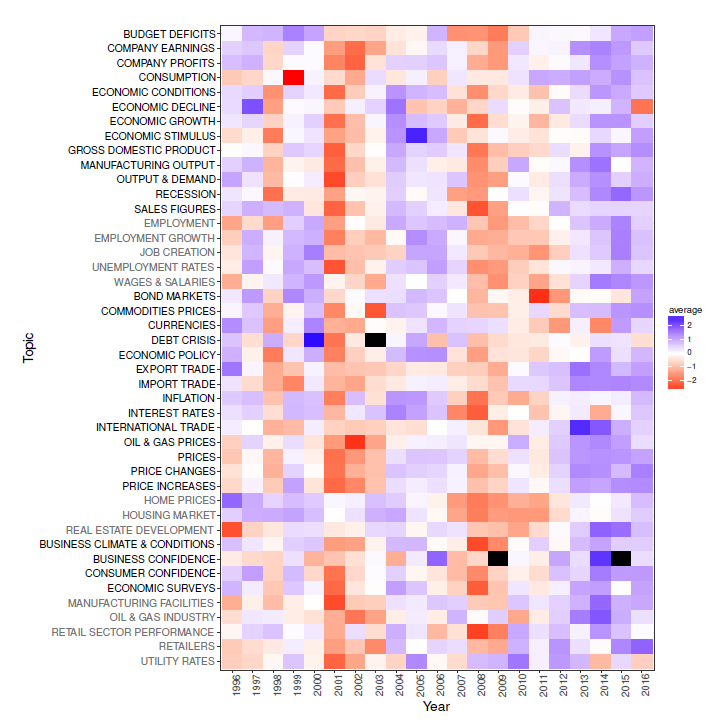 BUDGET DEFICITS
COMPANY EARNINGS
COMPANY PROFITS
CONSUMPTION
ECONOMIC CONDITIONS
ECONOMIC DECLINE
ECONOMIC GROWTH
ECONOMIC STIMULUS
GROSS DOMESTIC PRODUCT
MANUFACTURING OUTPUT
OUTPUT & DEMAND
RECESSION
SALES FIGURES
EMPLOYMENT
EMPLOYMENT GROWTH
JOB CREATION
UNEMPLOYMENT RATES
WAGES & SALARIES
BOND MARKETS
COMMODITIES PRICES
CURRENCIES
DEBT CRISIS
ECONOMIC POLICY
EXPORT TRADE
IMPORT TRADE
INFLATION
INTEREST RATES
INTERNATIONAL TRADE
OIL & GAS PRICES
PRICES
PRICE CHANGES
PRICE INCREASES
HOME PRICES
HOUSING MARKET
REAL ESTATE DEVELOPMENT
BUSINESS CLIMATE & CONDITIONS
BUSINESS CONFIDENCE
CONSUMER CONFIDENCE
ECONOMIC SURVEYS
MANUFACTURING FACILITIES
OIL & GAS INDUSTRY
RETAIL SECTOR PERFORMANCE
RETAILERS
UTILITY RATES
Topic
1996 1997 1998 1999 2000 2001 2002 2003 2004 2005 2006 2007 2008 2009 2010 2011 2012 2013 2014 2015 2016
Year
average
2
1
0
−1
−2